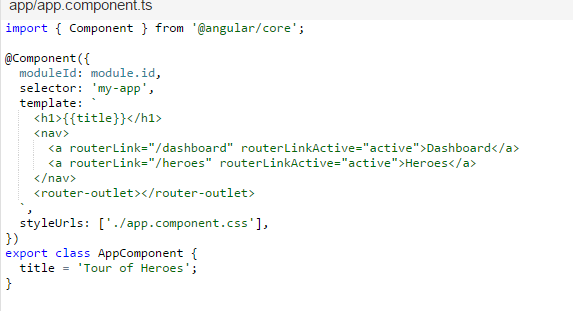 app/app.component.ts
import { Component } from '@angular/core';

@Component({
  moduleId: module.id,
  selector: 'my-app',
  template: `
    <h1>{{title}}</h1>
    <nav>
      <a routerLink="/dashboard" routerLinkActive="active">Dashboard</a>
      <a routerLink="/heroes" routerLinkActive="active">Heroes</a>
    </nav>
    <router-outlet></router-outlet>
  `,
  styleUrls: ['./app.component.css'],
})
export class AppComponent {
  title = 'Tour of Heroes';
}